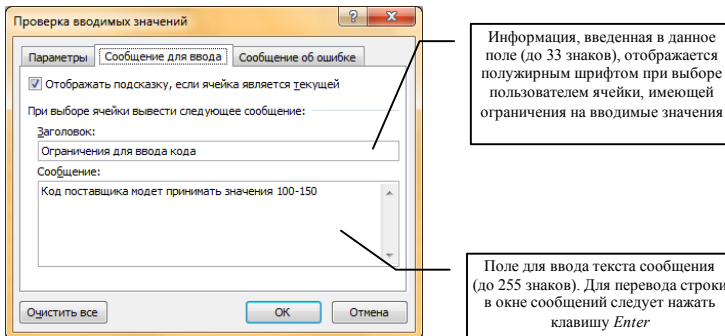 Проверка вводимых значений
Параметры Сообщение для ввода Сообщение об ошибке
Отображать подсказку, если ячейка является текущей
При выборе ячейки вывести следующее сообщение:
Заголовок:
Ограничения для ввода кода
Сообщение:
Код поставщика модет принимать значения 100-150
Очистить все ОК Отмена
Информация, введенная в данное
поле (до 33 знаков), отображается
полужирным шрифтом при выборе
пользователем ячейки, имеющей
ограничения на вводимые значения
Поле для ввода текста сообщения
(до 255 знаков). Для перевода строки
в окне сообщений следует нажать
клавишу Enter